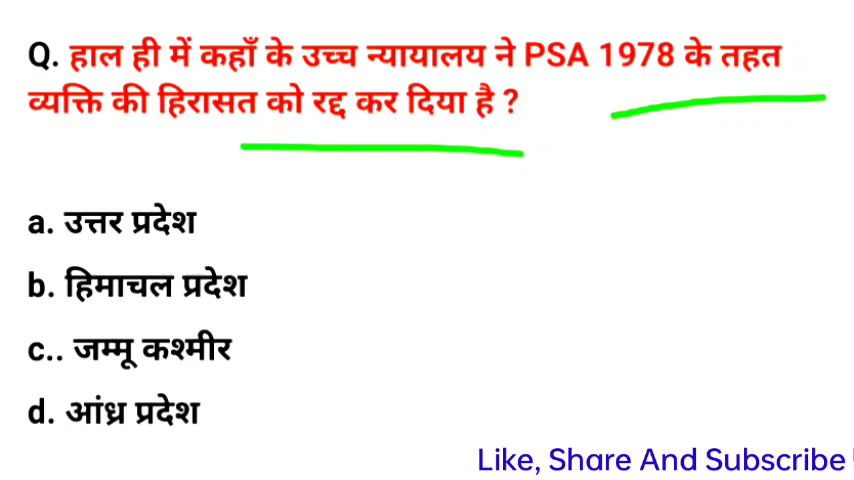 Q. हाल ही में कहाँ के उच्च न्यायालय ने PSA 1978 के तहत
व्यक्ति की हिरासत को रद्द कर दिया है ?
a. उत्तर प्रदेश
b. हिमाचल प्रदेश
c.. जम्मू कश्मीर
d. आंध्र प्रदेश
Like, Share And Subscribe